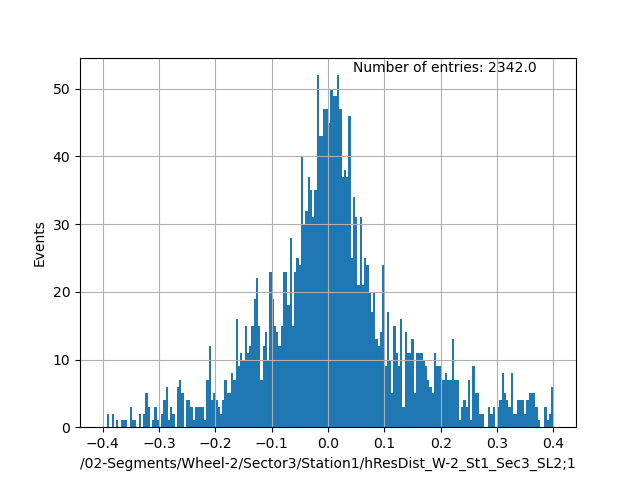 Number of entries: 2342.0
50
40
30
20
10
0
Events
−0.4 −0.3 −0.2 −0.1 0.0 0.1 0.2 0.3 0.4
/02-Segments/Wheel-2/Sector3/Station1/hResDist_W-2_St1_Sec3_SL2;1